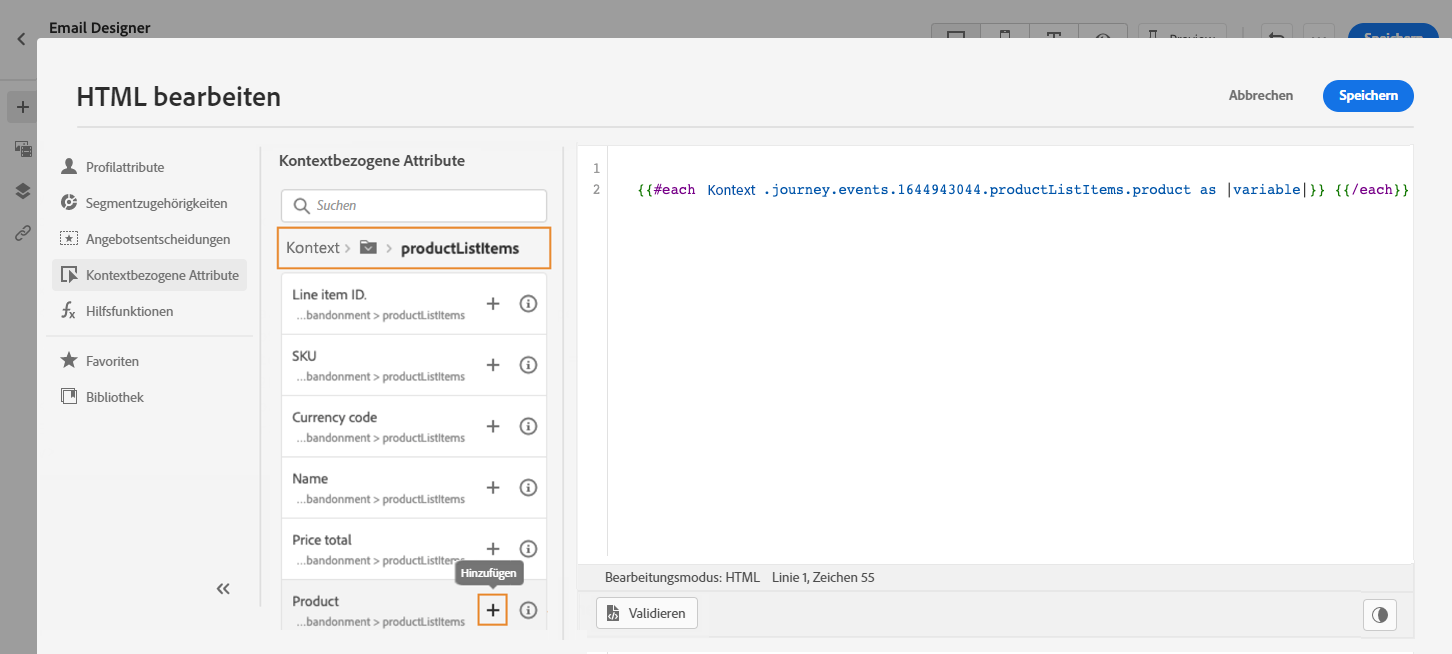 Email Designer
Preview
Speichern
HTML bearbeiten
Abbrechen
Speichern
Profilattribute
Segmentzugehörigkeiten
Angebotsentscheidungen
Kontextbezogene Attribute
Hilfsfunktionen
Favoriten
Bibliothek
Kontextbezogene Attribute
Suchen
Kontext > > productListItems
Line item ID.
...bandonment > productListItems
SKU
...bandonment > productListItems
Currency code
...bandonment > productListItems
Name
...bandonment > productListItems
Price total
...bandonment > productListItems
Hinzufügen
Product
...bandonment > productListItems
1
2 {{#each Kontext .journey.events.1644943044.productListItems.product as |variable|}} {{/each}}
Bearbeitungsmodus: HTML Linie 1, Zeichen 55
Validieren